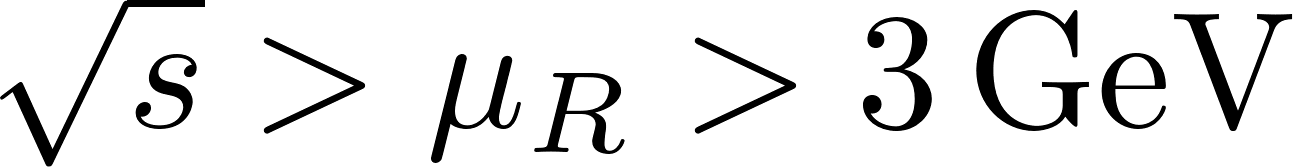 √s > μ_R > 3 GeV